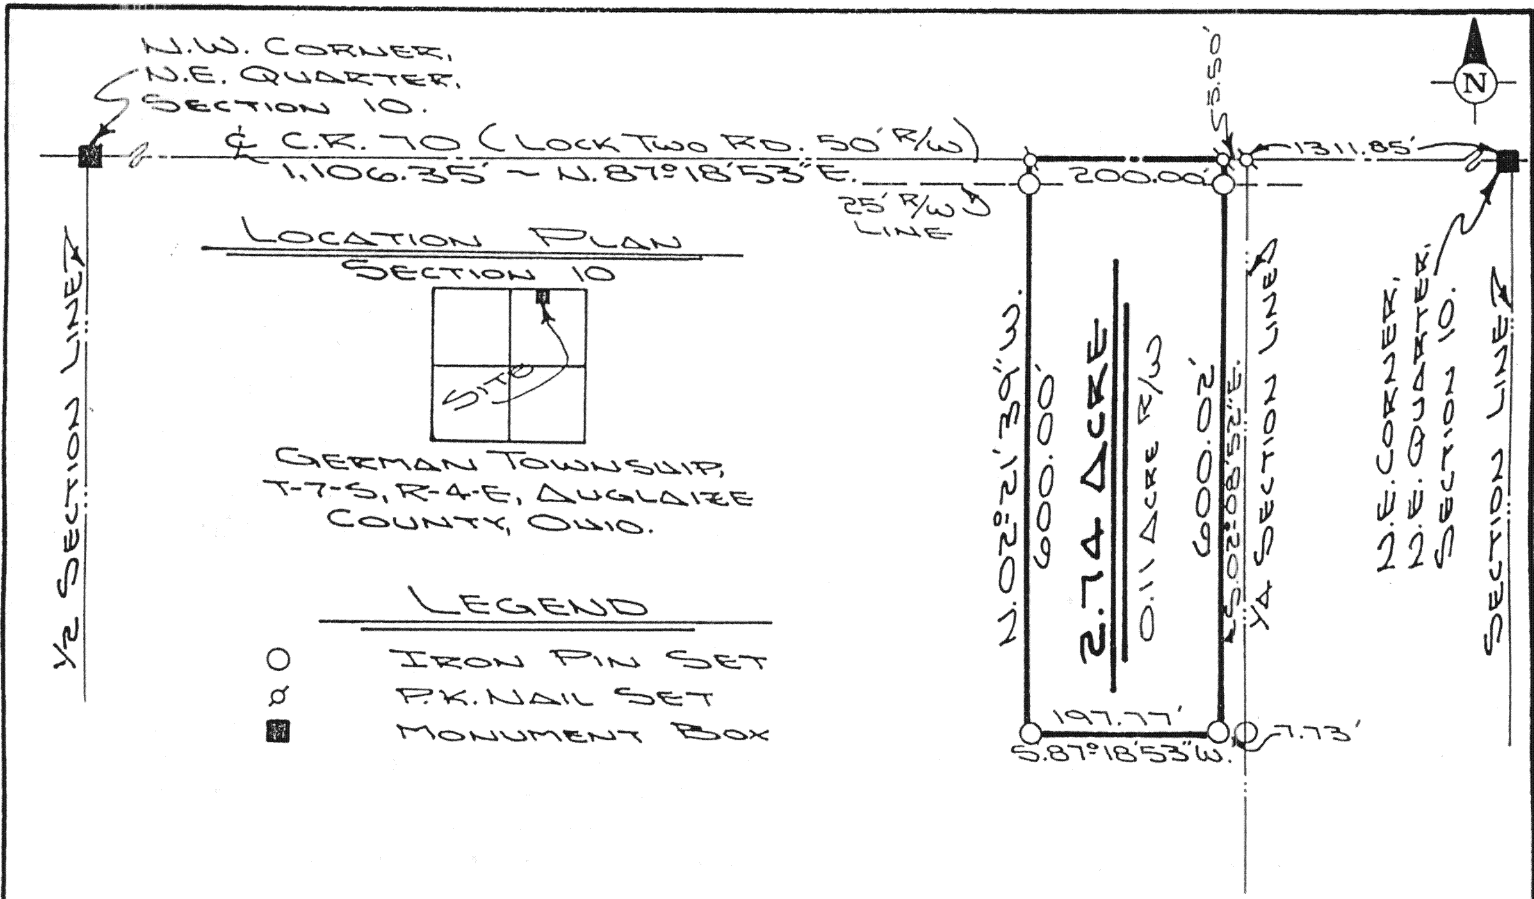 N.W. CORNER,
N.E. QUARTER,
SECTION 10.
N
℄ C.R. 70 (LOCK TWO RD. 50' R/W)
1,106.35' ~ N.87°18'53"E.
55.50'
1311.85'
200.00'
25' R/W
LINE
LOCATION PLAN
SECTION 10
SITE
GERMAN TOWNSHIP,
T-7-S, R-4-E, AUGLAIZE
COUNTY, OHIO.
LEGEND
IRON PIN SET
P.K. NAIL SET
MONUMENT BOX
1/2 SECTION LINE
N.02°21'39"W.
600.00'
2.74 ACRE
0.11 ACRE R/W
600.02'
S.02°08'52"E.
1/4 SECTION LINE
N.E. CORNER,
N.E. QUARTER,
SECTION 10.
SECTION LINE
197.77'
S.87°18'53"W.
7.73'